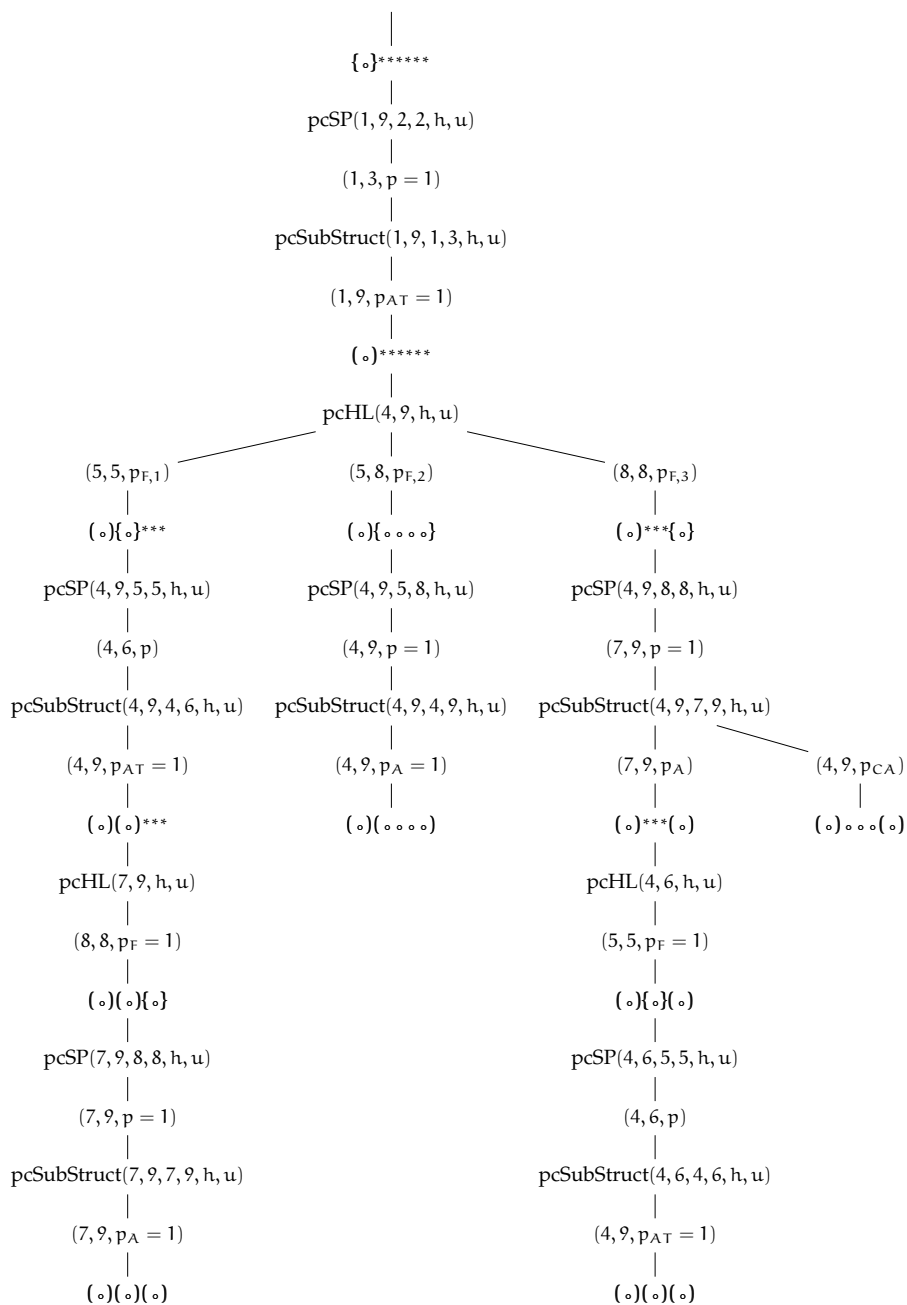 {∘}******
pcSP(1, 9, 2, 2, h, u)
(1, 3, p = 1)
pcSubStruct(1, 9, 1, 3, h, u)
(1, 9, p_AT = 1)
(∘)******
pcHL(4, 9, h, u)
(5, 5, p_F,1) (5, 8, p_F,2) (8, 8, p_F,3)
(∘){∘}*** (∘){∘∘∘∘} (∘)***{∘}
pcSP(4, 9, 5, 5, h, u) pcSP(4, 9, 5, 8, h, u) pcSP(4, 9, 8, 8, h, u)
(4, 6, p) (4, 9, p = 1) (7, 9, p = 1)
pcSubStruct(4, 9, 4, 6, h, u) pcSubStruct(4, 9, 4, 9, h, u) pcSubStruct(4, 9, 7, 9, h, u)
(4, 9, p_AT = 1) (4, 9, p_A = 1) (7, 9, p_A) (4, 9, p_CA)
(∘)(∘)*** (∘)(∘∘∘∘) (∘)***(∘) (∘)∘∘∘(∘)
pcHL(7, 9, h, u) pcHL(4, 6, h, u)
(8, 8, p_F = 1) (5, 5, p_F = 1)
(∘)(∘){∘} (∘){∘}(∘)
pcSP(7, 9, 8, 8, h, u) pcSP(4, 6, 5, 5, h, u)
(7, 9, p = 1) (4, 6, p)
pcSubStruct(7, 9, 7, 9, h, u) pcSubStruct(4, 6, 4, 6, h, u)
(7, 9, p_A = 1) (4, 9, p_AT = 1)
(∘)(∘)(∘) (∘)(∘)(∘)